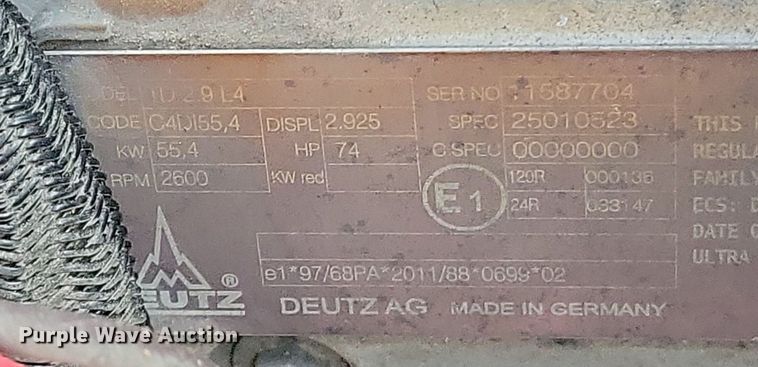 DEL TD 2.9 L4 SER NO 11587704
CODE C4DI55,4 DISPL 2.925 SPEC 25010523 THIS
KW 55,4 HP 74 C SPEC 00000000 REGULA
RPM 2600 KW red E1 120R 000136 FAMILY
24R 033147 ECS: D
DATE O
e1*97/68PA*2011/88*0699*02 ULTRA
DEUTZ ® DEUTZ AG MADE IN GERMANY
Purple Wave Auction